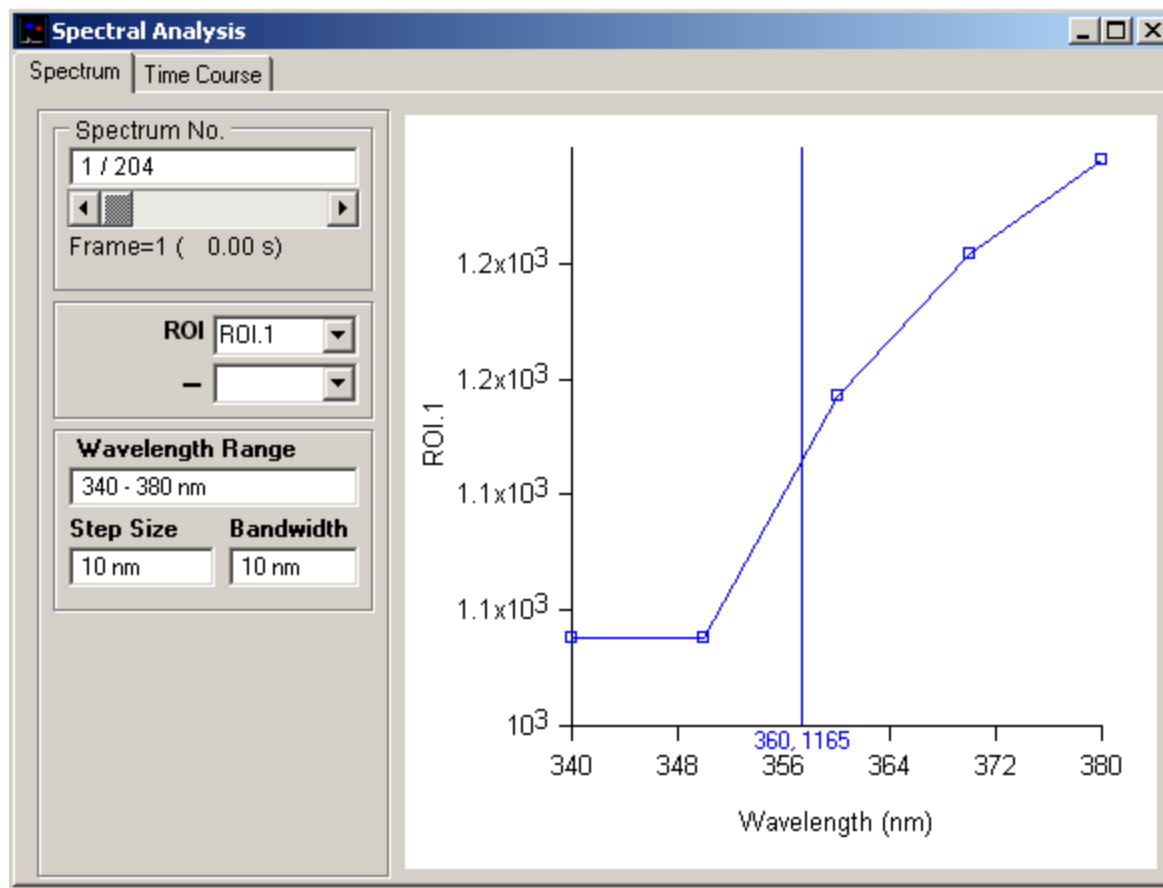 Spectral Analysis
Spectrum
Time Course
Spectrum No.
1 / 204
Frame=1 ( 0.00 s)
ROI ROI.1
–
Wavelength Range
340 - 380 nm
Step Size Bandwidth
10 nm 10 nm
ROI.1
1.2x10³
1.2x10³
1.1x10³
1.1x10³
10³
360, 1165
340 348 356 364 372 380
Wavelength (nm)